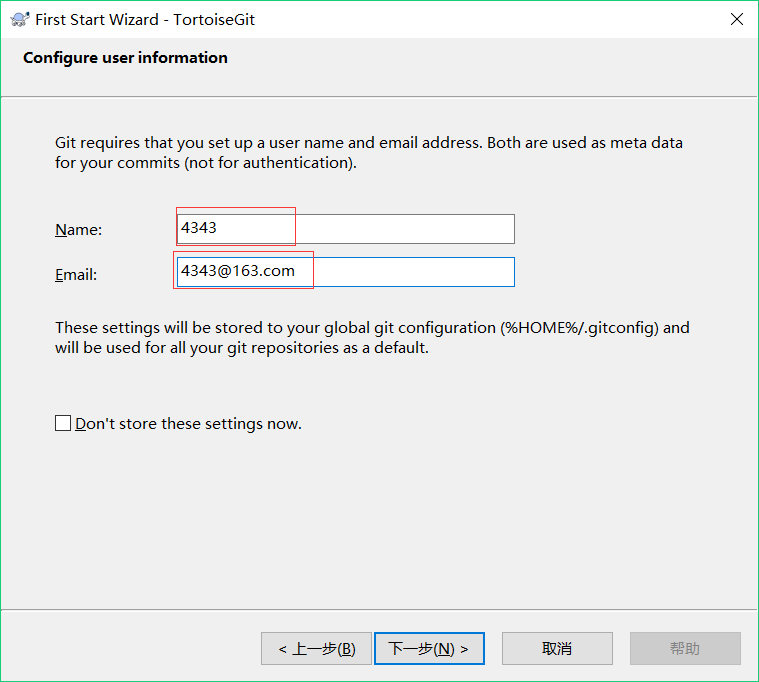 First Start Wizard - TortoiseGit
Configure user information
Git requires that you set up a user name and email address. Both are used as meta data
for your commits (not for authentication).
Name: 4343
Email: 4343@163.com
These settings will be stored to your global git configuration (%HOME%/.gitconfig) and
will be used for all your git repositories as a default.
Don't store these settings now.
< 上一步(B) 下一步(N) > 取消 帮助